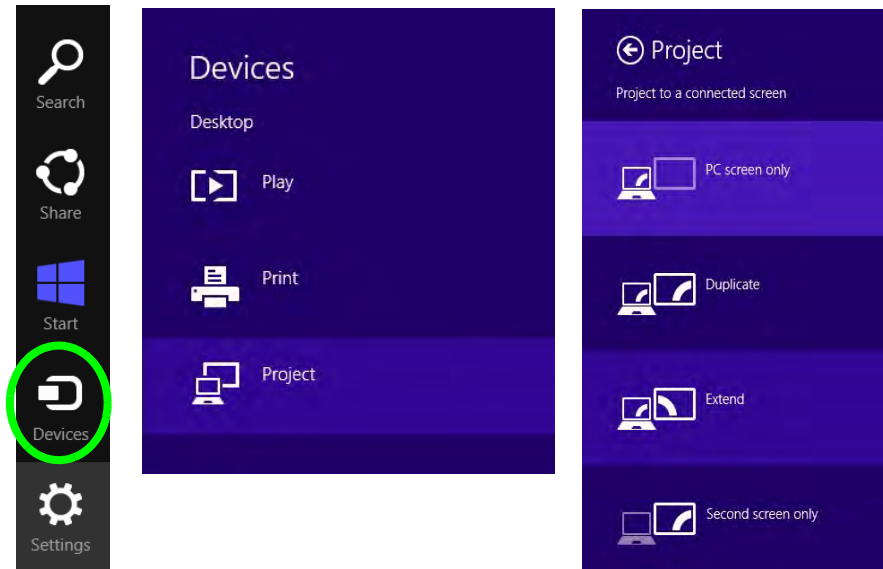 Search
Share
Start
Devices
Settings
Devices
Desktop
Play
Print
Project
Project
Project to a connected screen
PC screen only
Duplicate
Extend
Second screen only